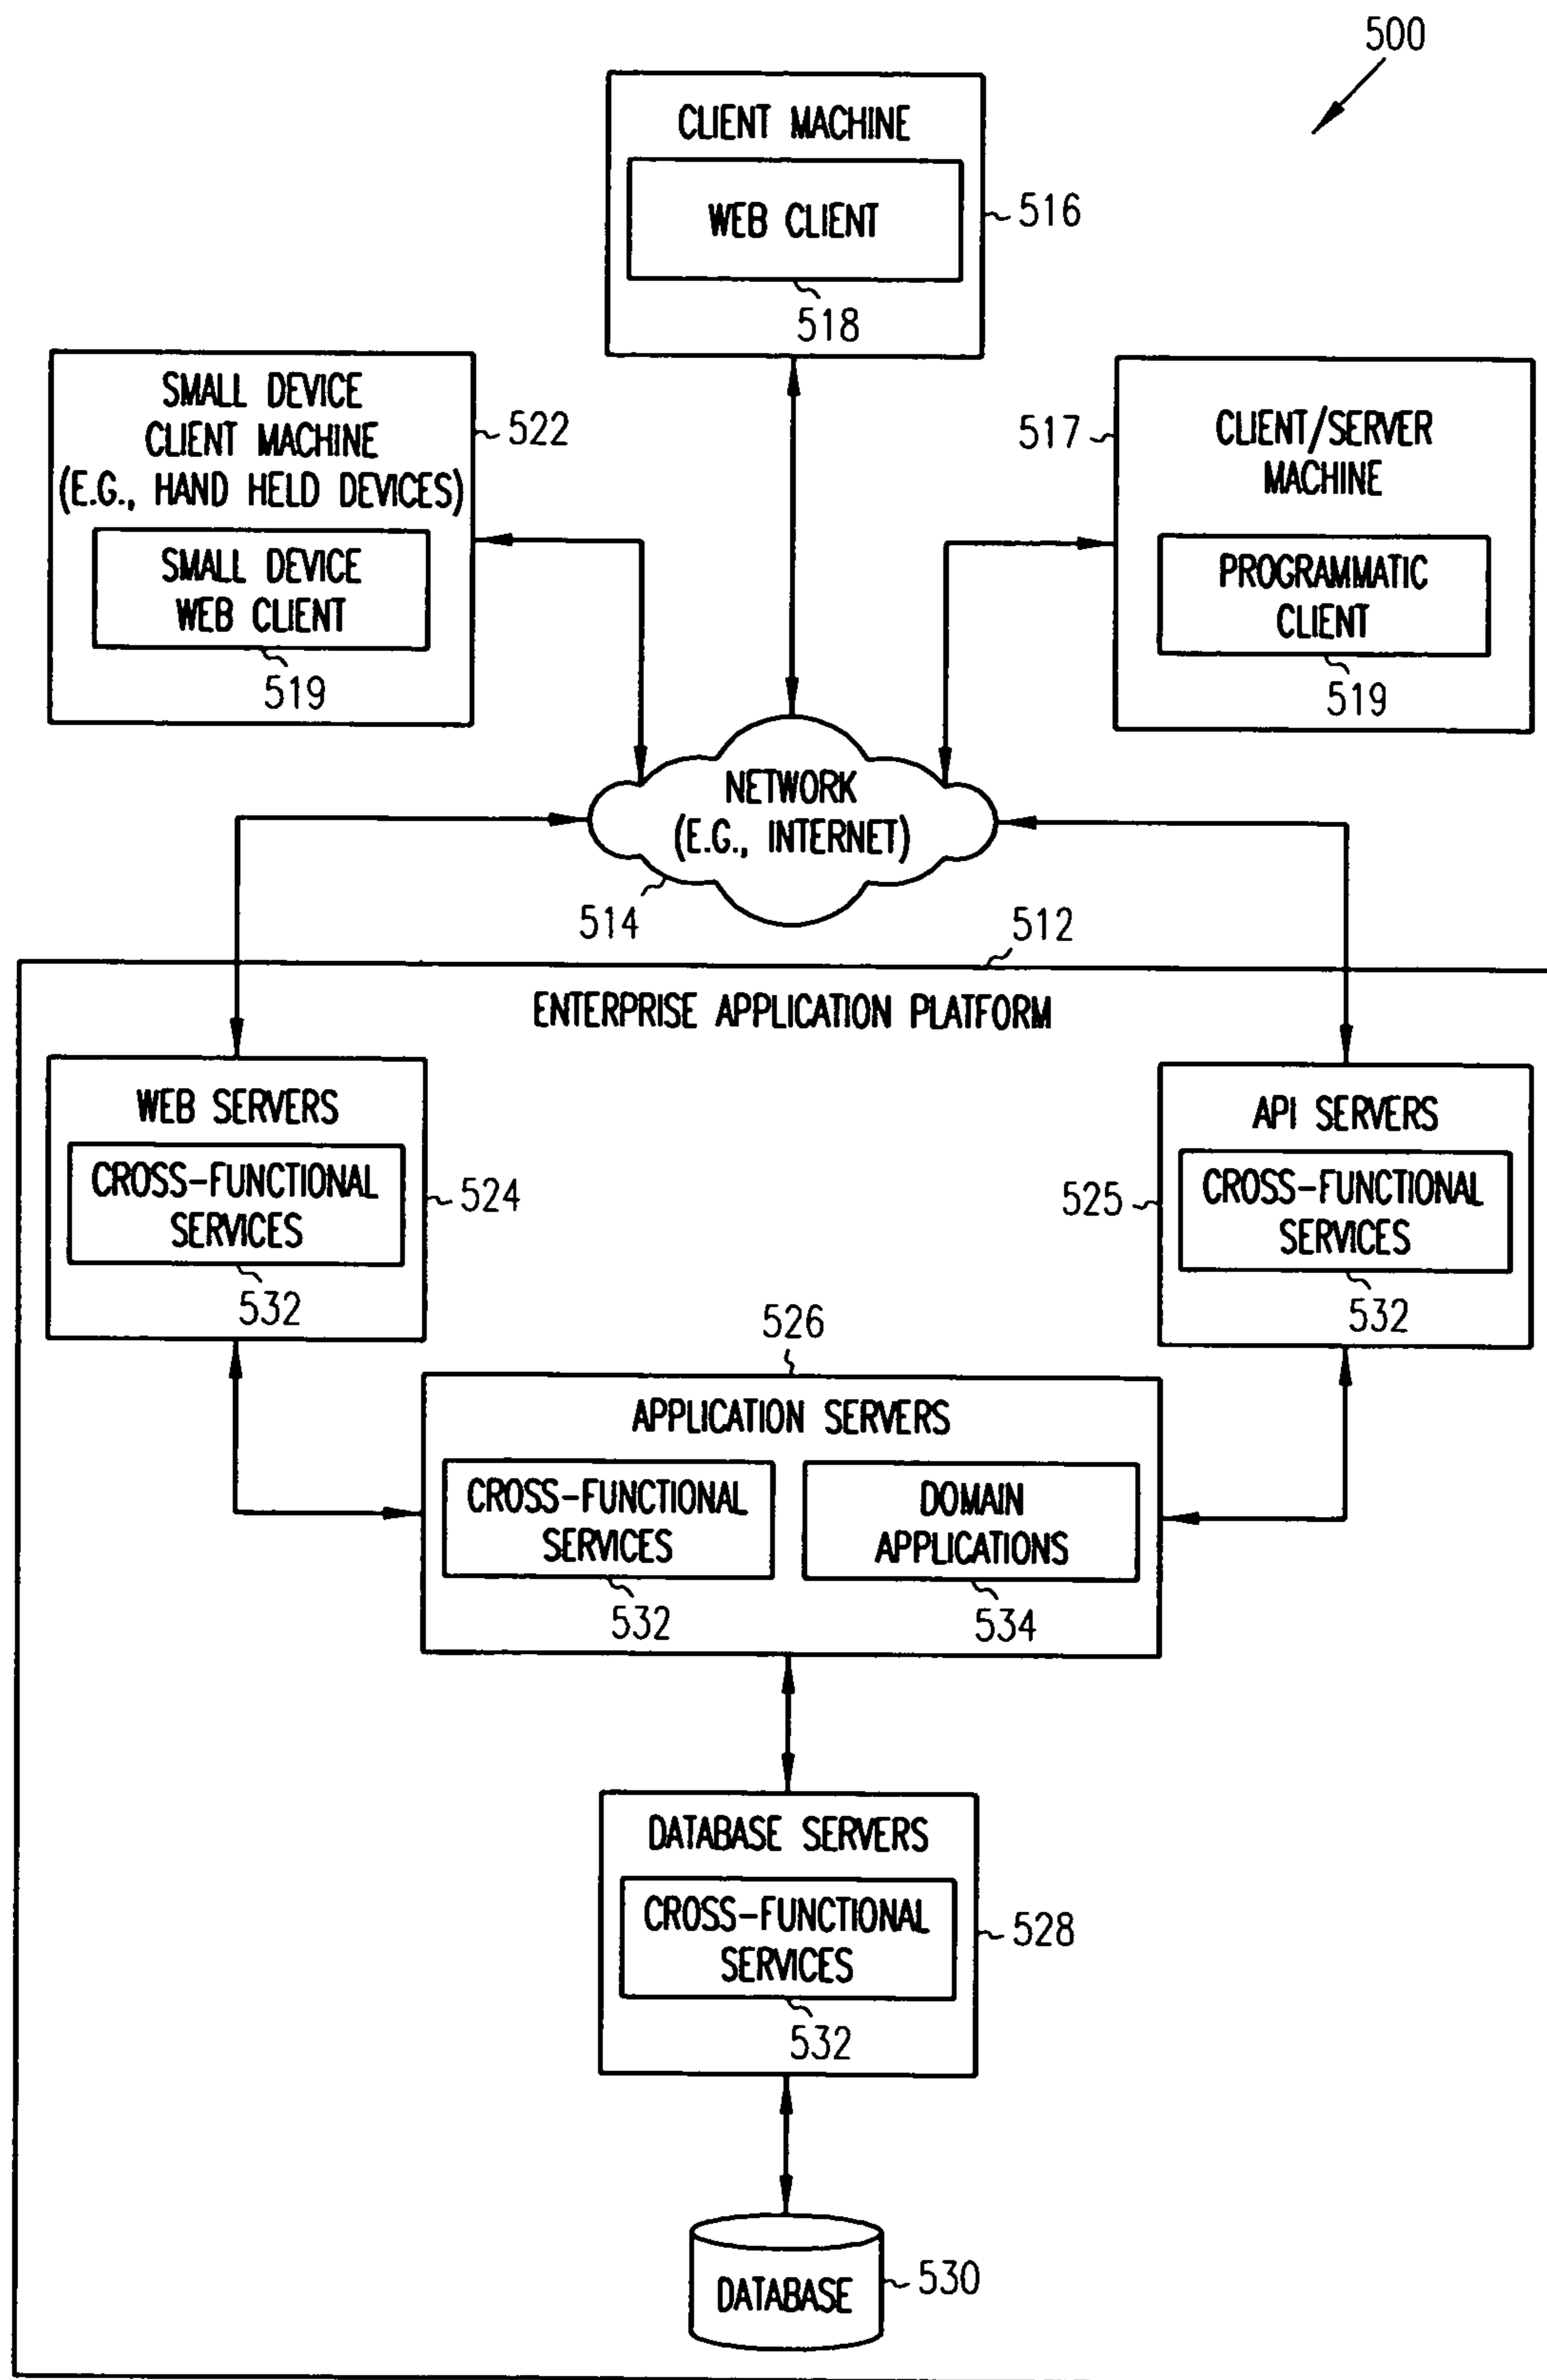 500
CLIENT MACHINE
WEB CLIENT
516
518
SMALL DEVICE
CLIENT MACHINE
(E.G., HAND HELD DEVICES)
522
SMALL DEVICE
WEB CLIENT
519
517
CLIENT/SERVER
MACHINE
PROGRAMMATIC
CLIENT
519
NETWORK
(E.G., INTERNET)
514
512
ENTERPRISE APPLICATION PLATFORM
WEB SERVERS
CROSS-FUNCTIONAL
SERVICES
524
532
API SERVERS
525
CROSS-FUNCTIONAL
SERVICES
532
526
APPLICATION SERVERS
CROSS-FUNCTIONAL
SERVICES
532
DOMAIN
APPLICATIONS
534
DATABASE SERVERS
CROSS-FUNCTIONAL
SERVICES
528
532
DATABASE
530